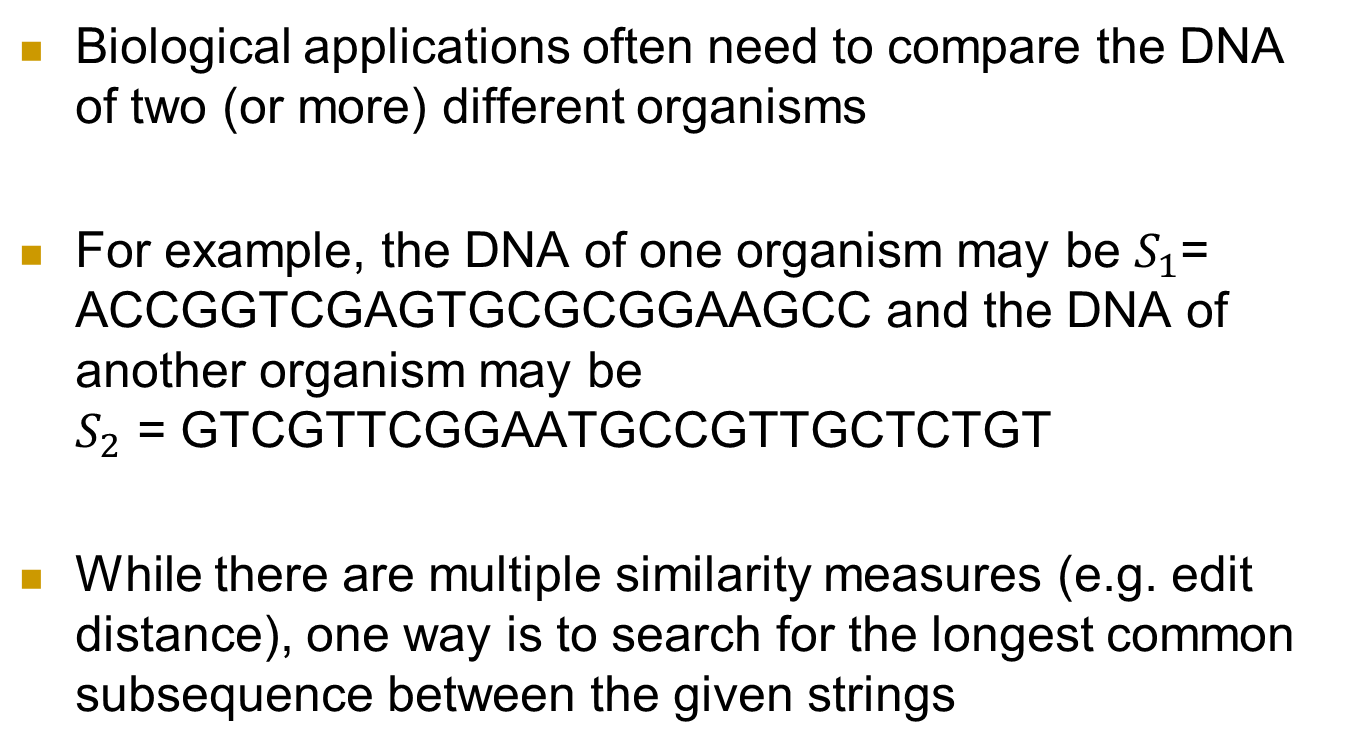 ■ Biological applications often need to compare the DNA
of two (or more) different organisms
■ For example, the DNA of one organism may be S₁=
ACCGGTCGAGTGCGCGGAAGCC and the DNA of
another organism may be
S₂ = GTCGTTCGGAATGCCGTTGCTCTGT
■ While there are multiple similarity measures (e.g. edit
distance), one way is to search for the longest common
subsequence between the given strings